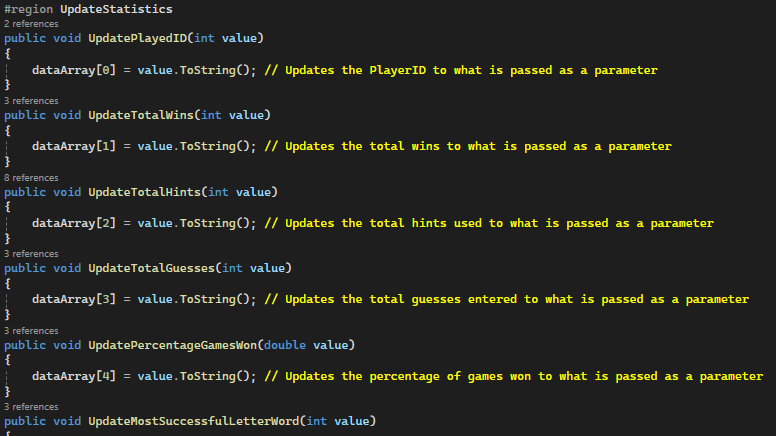 #region UpdateStatistics
2 references
public void UpdatePlayedID(int value)
{
dataArray[0] = value.ToString(); // Updates the PlayerID to what is passed as a parameter
}
3 references
public void UpdateTotalWins(int value)
{
dataArray[1] = value.ToString(); // Updates the total wins to what is passed as a parameter
}
8 references
public void UpdateTotalHints(int value)
{
dataArray[2] = value.ToString(); // Updates the total hints used to what is passed as a parameter
}
3 references
public void UpdateTotalGuesses(int value)
{
dataArray[3] = value.ToString(); // Updates the total guesses entered to what is passed as a parameter
}
3 references
public void UpdatePercentageGamesWon(double value)
{
dataArray[4] = value.ToString(); // Updates the percentage of games won to what is passed as a parameter
}
3 references
public void UpdateMostSuccessfulLetterWord(int value)
{